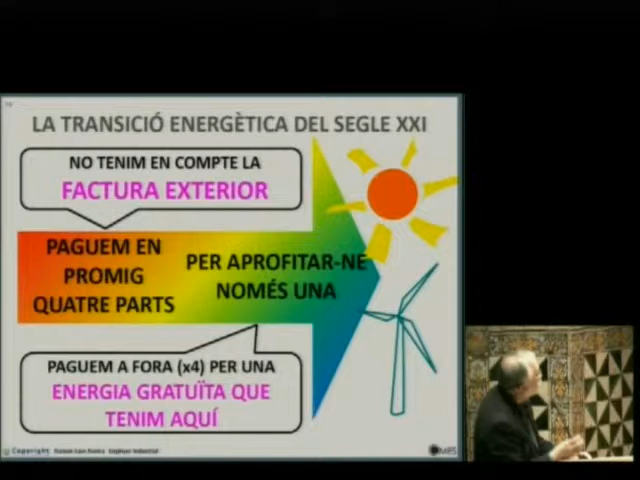 LA TRANSICIÓ ENERGÈTICA DEL SEGLE XXI
NO TENIM EN COMPTE LA
FACTURA EXTERIOR
PAGUEM EN
PROMIG
QUATRE PARTS
PER APROFITAR-NE
NOMÉS UNA
PAGUEM A FORA (x4) PER UNA
ENERGIA GRATUÏTA QUE
TENIM AQUÍ
Copyright